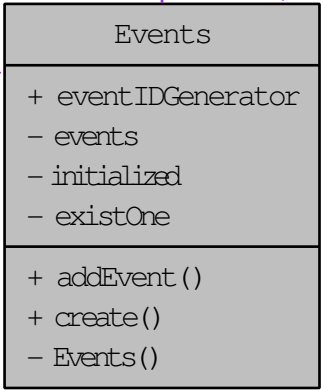 Events
+ eventIDGenerator
- events
- initialized
- existOne
+ addEvent()
+ create()
- Events()